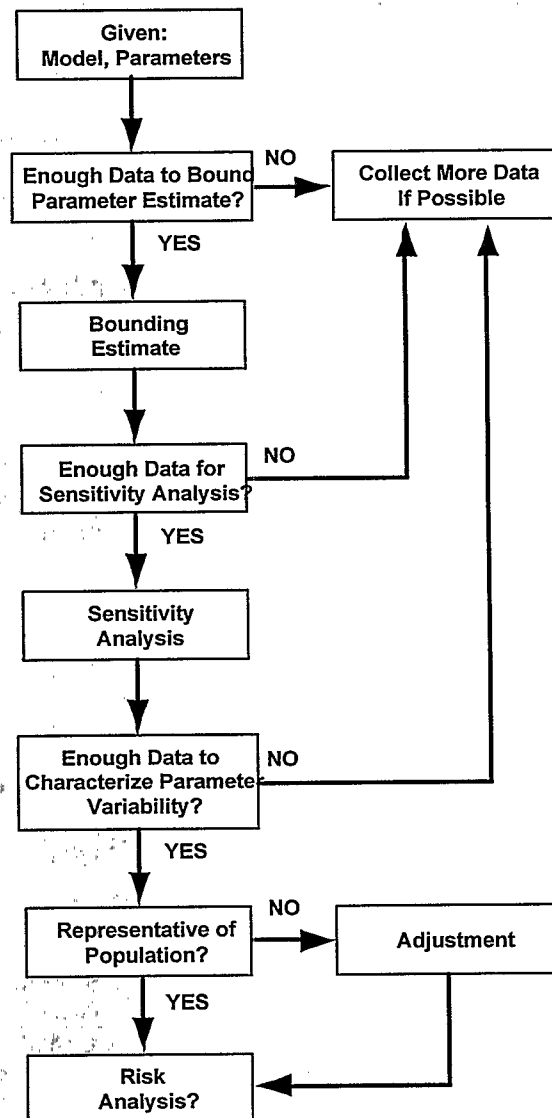 Given:
Model, Parameters
Enough Data to Bound
Parameter Estimate?
NO
Collect More Data
If Possible
YES
Bounding
Estimate
Enough Data for
Sensitivity Analysis?
NO
YES
Sensitivity
Analysis
Enough Data to
Characterize Parameter
Variability?
NO
YES
Representative of
Population?
NO
Adjustment
YES
Risk
Analysis?